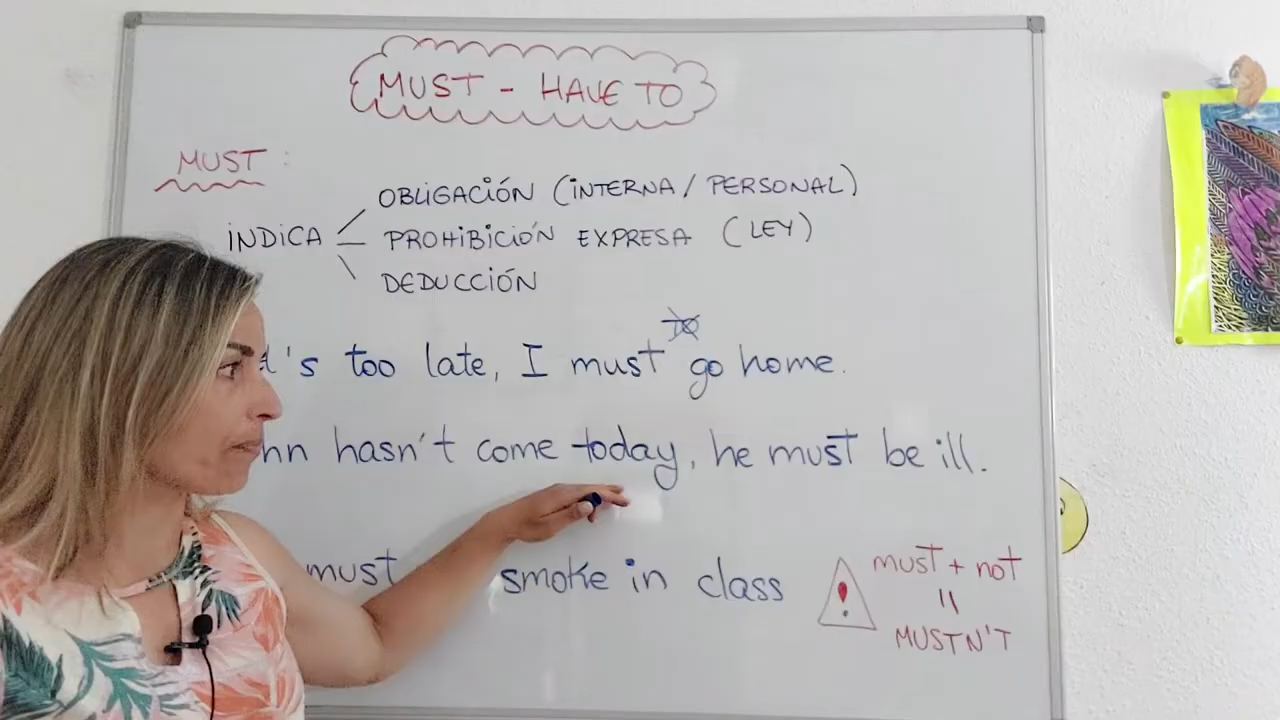 MUST - HAVE TO
MUST :
INDICA
OBLIGACIÓN (INTERNA / PERSONAL)
PROHIBICIÓN EXPRESA (LEY)
DEDUCCIÓN
to
's too late, I must go home.
hn hasn't come today, he must be ill.
must smoke in class
must + not
MUSTN'T